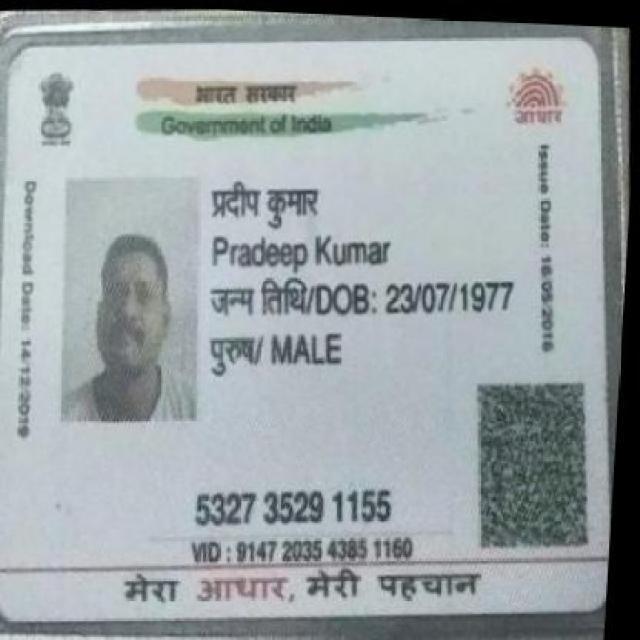 भारत सरकार
Government of India
आधार
प्रदीप कुमार
Pradeep Kumar
जन्म तिथि/DOB: 23/07/1977
पुरुष/ MALE
Download Date: 14/12/2019
Issue Date: 16/05/2016
5327 3529 1155
VID : 9147 2035 4385 1160
मेरा आधार, मेरी पहचान